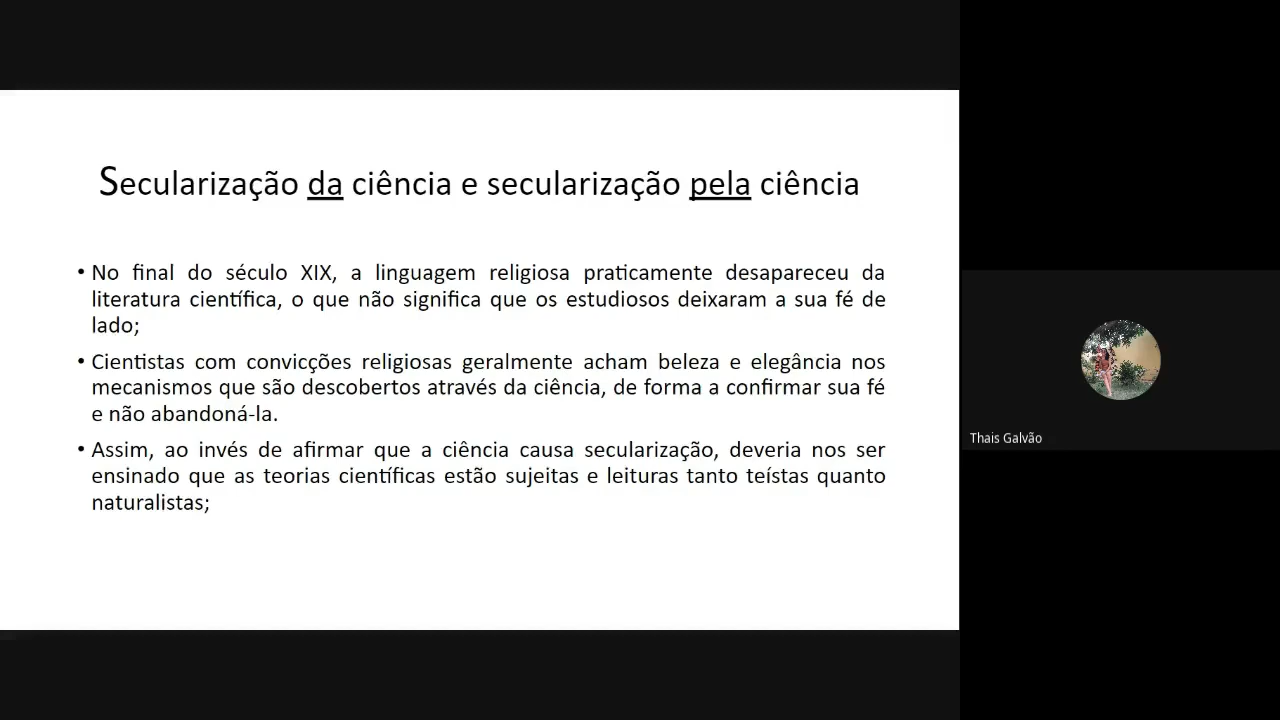 Secularização da ciência e secularização pela ciência
• No final do século XIX, a linguagem religiosa praticamente desapareceu da
literatura científica, o que não significa que os estudiosos deixaram a sua fé de
lado;
• Cientistas com convicções religiosas geralmente acham beleza e elegância nos
mecanismos que são descobertos através da ciência, de forma a confirmar sua fé
e não abandoná-la.
• Assim, ao invés de afirmar que a ciência causa secularização, deveria nos ser
ensinado que as teorias científicas estão sujeitas e leituras tanto teístas quanto
naturalistas;
Thais Galvão